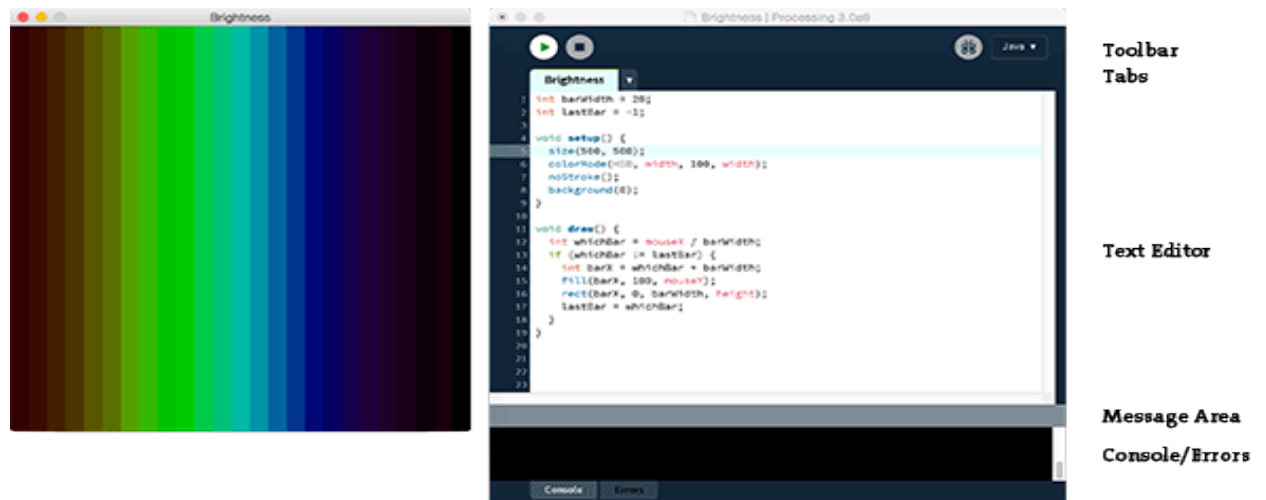 Brightness
Brightness | Processing 3.0a9
Java ▼
Toolbar
Tabs
Brightness ▼
1 int barWidth = 20;
2 int lastBar = -1;
3
4 void setup() {
5 size(500, 500);
6 colorMode(HSB, width, 100, width);
7 noStroke();
8 background(0);
9 }
10
11 void draw() {
12 int whichBar = mouseX / barWidth;
13 if (whichBar != lastBar) {
14 int barX = whichBar * barWidth;
15 fill(barX, 100, mouseY);
16 rect(barX, 0, barWidth, height);
17 lastBar = whichBar;
18 }
19 }
20
21
22
23
Text Editor
Message Area
Console/Errors
Console Errors